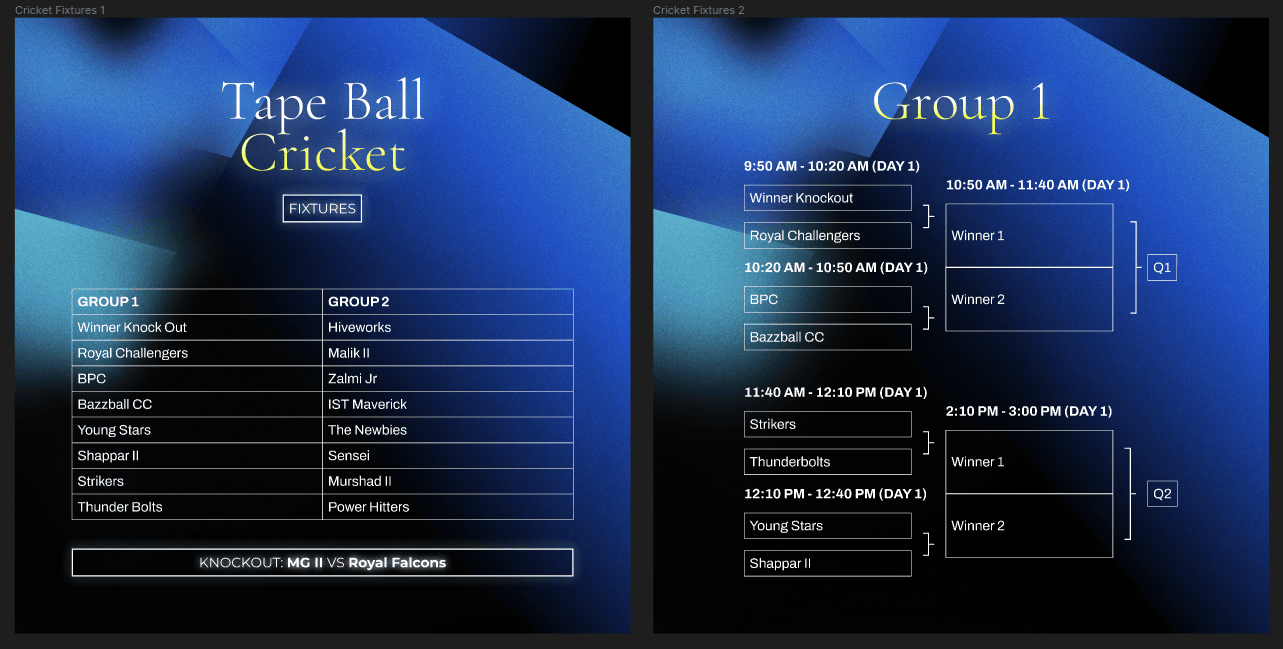 Cricket Fixtures 1
Tape Ball
Cricket
FIXTURES
GROUP 1 GROUP 2
Winner Knock Out Hiveworks
Royal Challengers Malik II
BPC Zalmi Jr
Bazzball CC IST Maverick
Young Stars The Newbies
Shappar II Sensei
Strikers Murshad II
Thunder Bolts Power Hitters
KNOCKOUT: MG II VS Royal Falcons
Cricket Fixtures 2
Group 1
9:50 AM - 10:20 AM (DAY 1)
Winner Knockout
Royal Challengers
10:20 AM - 10:50 AM (DAY 1)
BPC
Bazzball CC
10:50 AM - 11:40 AM (DAY 1)
Winner 1
Winner 2
Q1
11:40 AM - 12:10 PM (DAY 1)
Strikers
Thunderbolts
12:10 PM - 12:40 PM (DAY 1)
Young Stars
Shappar II
2:10 PM - 3:00 PM (DAY 1)
Winner 1
Winner 2
Q2